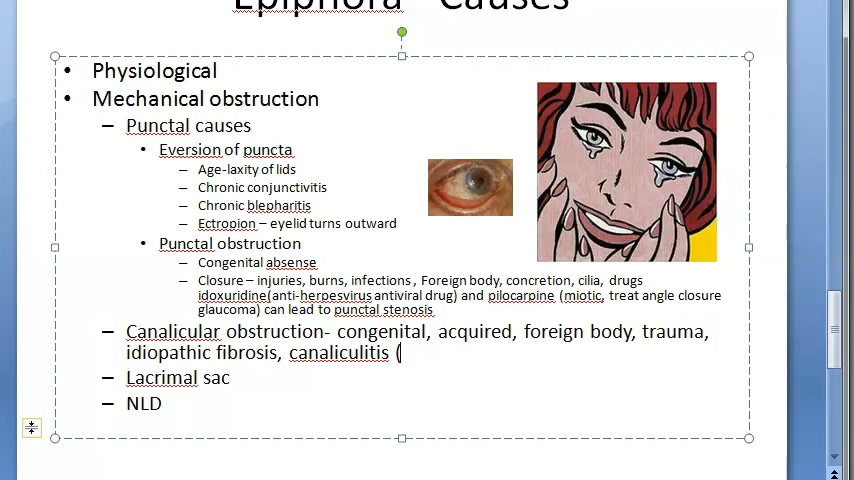 Epiphora - Causes
• Physiological
• Mechanical obstruction
– Punctal causes
• Eversion of puncta
– Age-laxity of lids
– Chronic conjunctivitis
– Chronic blepharitis
– Ectropion – eyelid turns outward
• Punctal obstruction
– Congenital absense
– Closure – injuries, burns, infections , Foreign body, concretion, cilia, drugs
idoxuridine(anti-herpesvirus antiviral drug) and pilocarpine (miotic, treat angle closure
glaucoma) can lead to punctal stenosis
– Canalicular obstruction- congenital, acquired, foreign body, trauma,
idiopathic fibrosis, canaliculitis (
– Lacrimal sac
– NLD